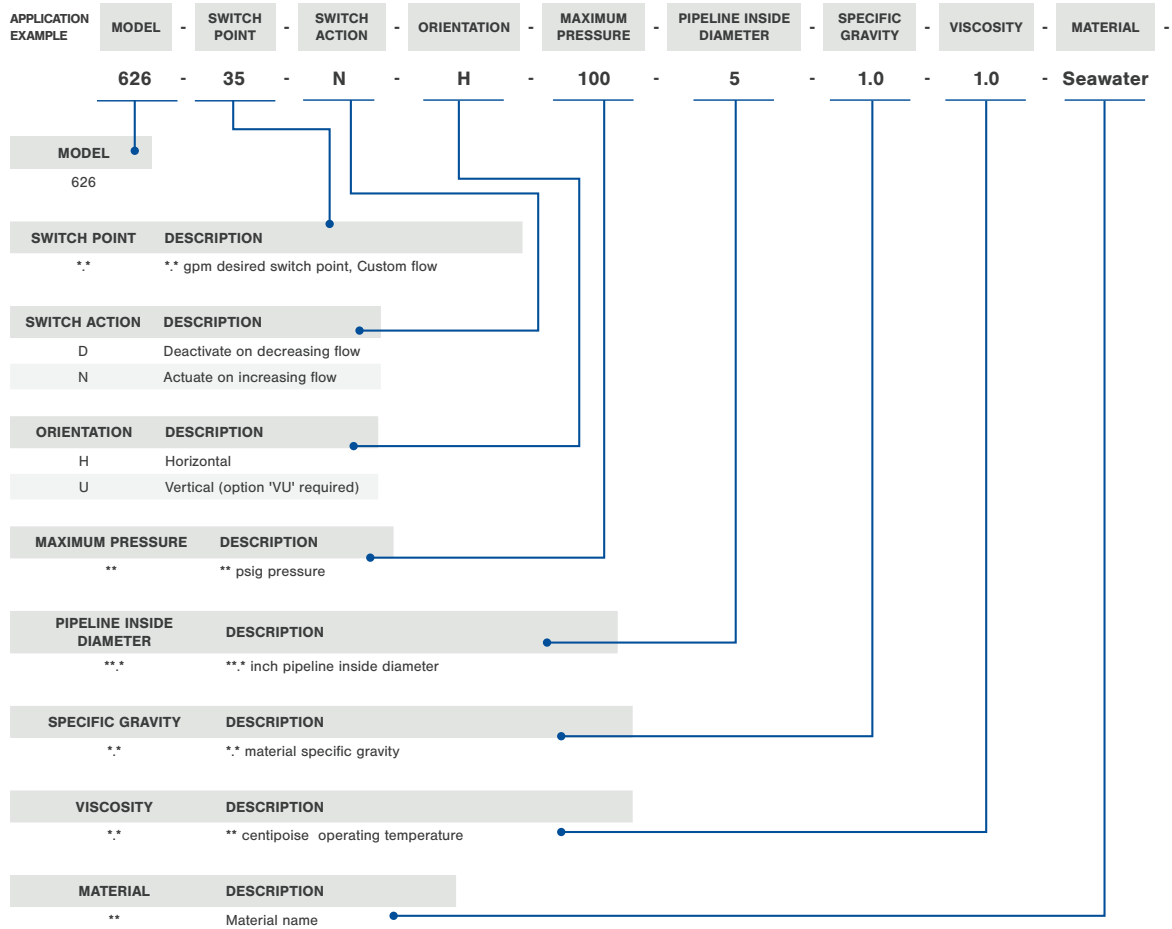 APPLICATION EXAMPLE MODEL - SWITCH POINT - SWITCH ACTION - ORIENTATION - MAXIMUM PRESSURE - PIPELINE INSIDE DIAMETER - SPECIFIC GRAVITY - VISCOSITY - MATERIAL -
626 - 35 - N - H - 100 - 5 - 1.0 - 1.0 - Seawater
MODEL
626
SWITCH POINT DESCRIPTION
*.* *.* gpm desired switch point, Custom flow
SWITCH ACTION DESCRIPTION
D Deactivate on decreasing flow
N Actuate on increasing flow
ORIENTATION DESCRIPTION
H Horizontal
U Vertical (option 'VU' required)
MAXIMUM PRESSURE DESCRIPTION
** ** psig pressure
PIPELINE INSIDE DIAMETER DESCRIPTION
**.* **.* inch pipeline inside diameter
SPECIFIC GRAVITY DESCRIPTION
*.* *.* material specific gravity
VISCOSITY DESCRIPTION
*.* ** centipoise operating temperature
MATERIAL DESCRIPTION
** Material name